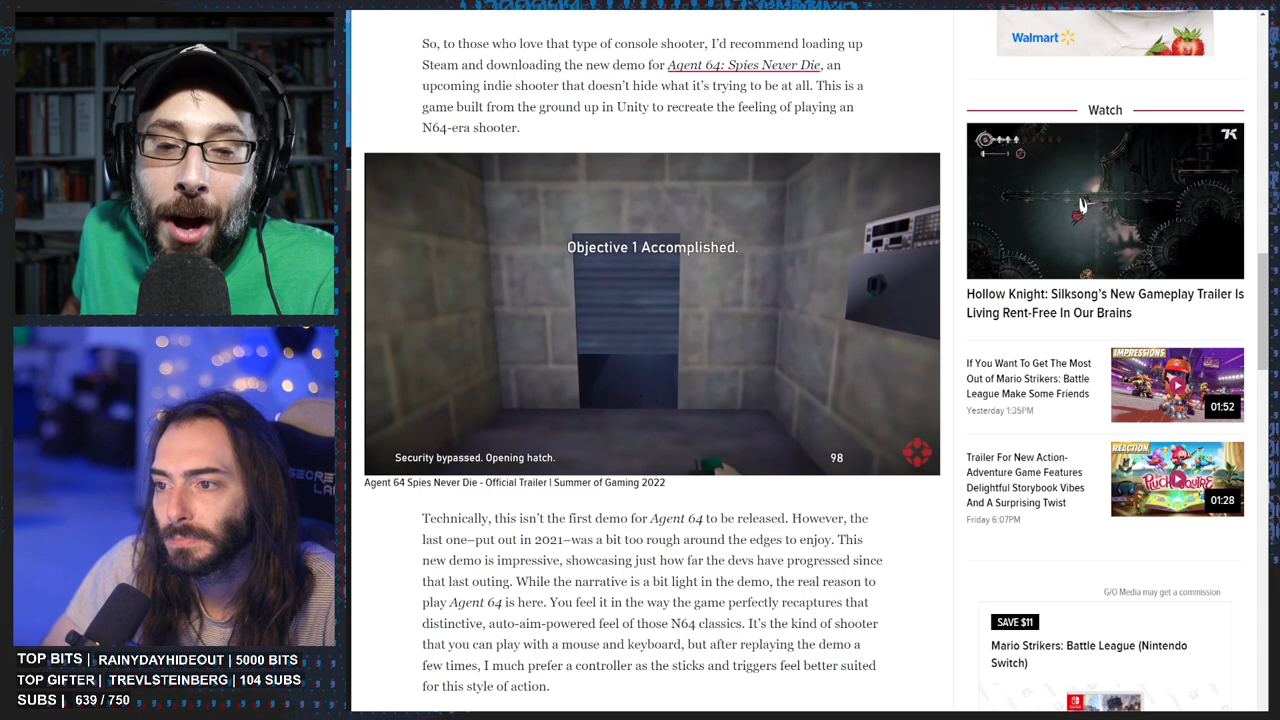 So, to those who love that type of console shooter, I'd recommend loading up
Steam and downloading the new demo for Agent 64: Spies Never Die, an
upcoming indie shooter that doesn't hide what it's trying to be at all. This is a
game built from the ground up in Unity to recreate the feeling of playing an
N64-era shooter.
Objective 1 Accomplished.
Security bypassed. Opening hatch.
98
Agent 64 Spies Never Die - Official Trailer | Summer of Gaming 2022
Technically, this isn't the first demo for Agent 64 to be released. However, the
last one–put out in 2021–was a bit too rough around the edges to enjoy. This
new demo is impressive, showcasing just how far the devs have progressed since
that last outing. While the narrative is a bit light in the demo, the real reason to
play Agent 64 is here. You feel it in the way the game perfectly recaptures that
distinctive, auto-aim-powered feel of those N64 classics. It's the kind of shooter
that you can play with a mouse and keyboard, but after replaying the demo a
few times, I much prefer a controller as the sticks and triggers feel better suited
for this style of action.
Walmart
Watch
Hollow Knight: Silksong's New Gameplay Trailer Is
Living Rent-Free In Our Brains
If You Want To Get The Most
Out of Mario Strikers: Battle
League Make Some Friends
Yesterday 1:35PM
IMPRESSIONS
01:52
Trailer For New Action-
Adventure Game Features
Delightful Storybook Vibes
And A Surprising Twist
Friday 6:07PM
REACTION
01:28
G/O Media may get a commission
SAVE $11
Mario Strikers: Battle League (Nintendo
Switch)
TOP BITS | RAINYDAYHIDEOUT | 5000 BITS
TOP GIFTER | TREVLSTEINBERG | 104 SUBS
SUBS | 639 / 750